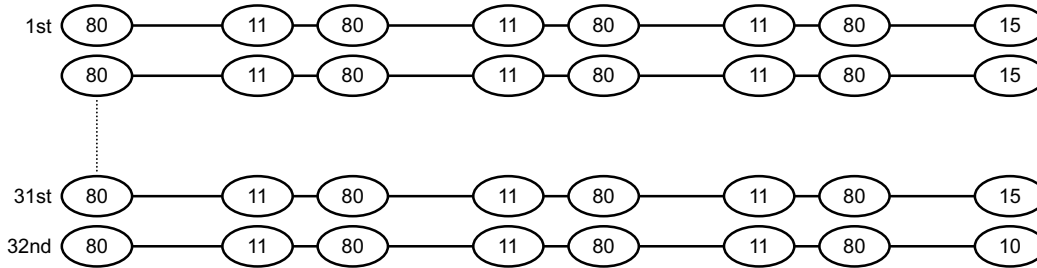 1st 80 11 80 11 80 11 80 15
80 11 80 11 80 11 80 15
31st 80 11 80 11 80 11 80 15
32nd 80 11 80 11 80 11 80 10